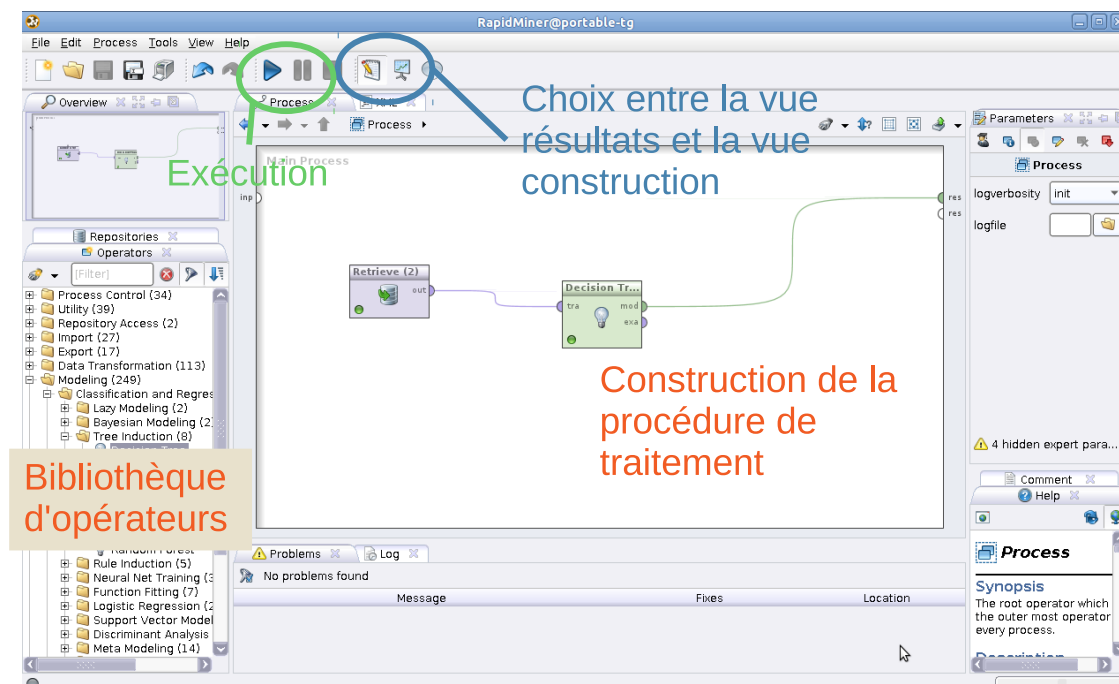 RapidMiner@portable-tg
File Edit Process Tools View Help
Overview
Process
XML
Process
Choix entre la vue
résultats et la vue
construction
Exécution
Main Process
inp
res
res
Retrieve (2)
out
Decision Tr...
tra mod
exa
Construction de la
procédure de
traitement
Repositories
Operators
[Filter]
Process Control (34)
Utility (39)
Repository Access (2)
Import (27)
Export (17)
Data Transformation (113)
Modeling (249)
Classification and Regres
Lazy Modeling (2)
Bayesian Modeling (2
Tree Induction (8)
Bibliothèque
d'opérateurs
Random Forest
Rule Induction (5)
Neural Net Training (3
Function Fitting (7)
Logistic Regression (2
Support Vector Model
Discriminant Analysis
Meta Modeling (14)
Problems
Log
No problems found
Message Fixes Location
Parameters
Process
logverbosity init
logfile
4 hidden expert para...
Comment
Help
Process
Synopsis
The root operator which
the outer most operator
every process.